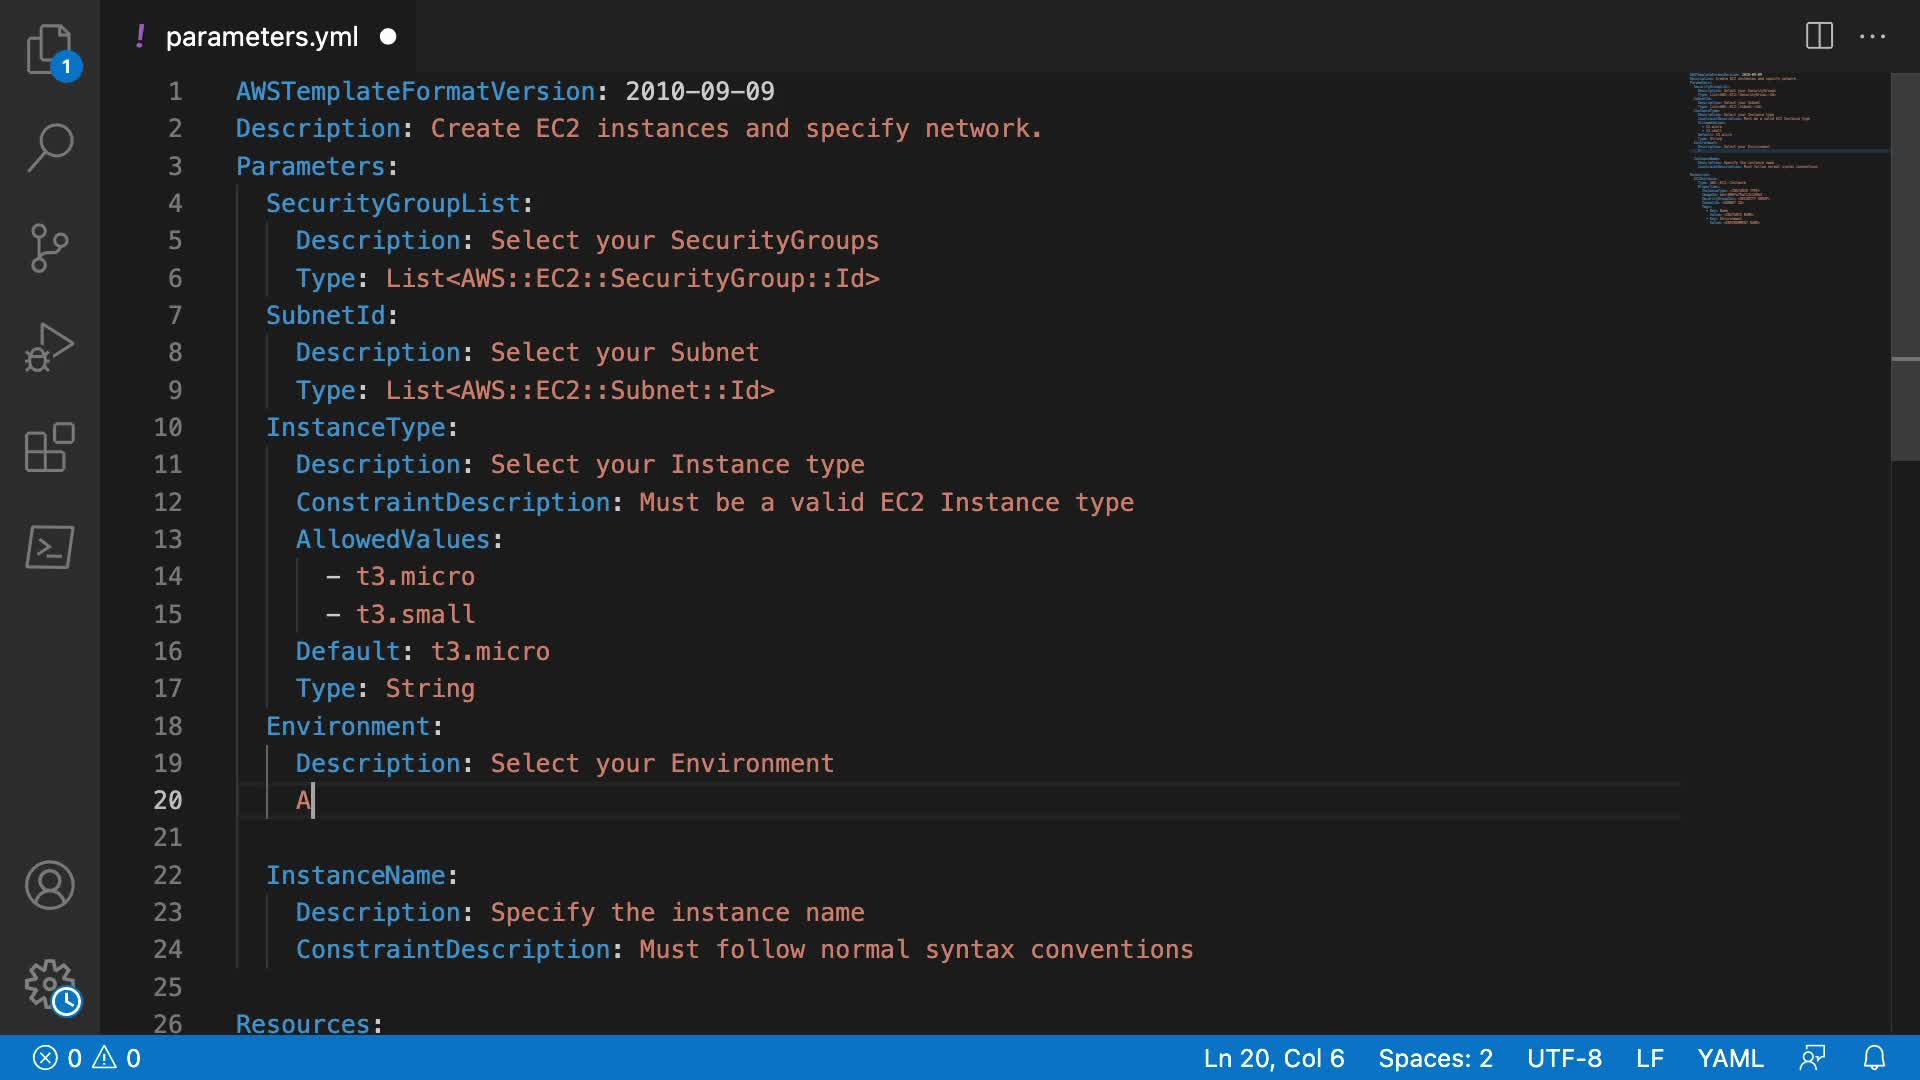 1
! parameters.yml
1 AWSTemplateFormatVersion: 2010-09-09
2 Description: Create EC2 instances and specify network.
3 Parameters:
4 SecurityGroupList:
5 Description: Select your SecurityGroups
6 Type: List<AWS::EC2::SecurityGroup::Id>
7 SubnetId:
8 Description: Select your Subnet
9 Type: List<AWS::EC2::Subnet::Id>
10 InstanceType:
11 Description: Select your Instance type
12 ConstraintDescription: Must be a valid EC2 Instance type
13 AllowedValues:
14 - t3.micro
15 - t3.small
16 Default: t3.micro
17 Type: String
18 Environment:
19 Description: Select your Environment
20 A
21
22 InstanceName:
23 Description: Specify the instance name
24 ConstraintDescription: Must follow normal syntax conventions
25
26 Resources:
0 0 Ln 20, Col 6 Spaces: 2 UTF-8 LF YAML